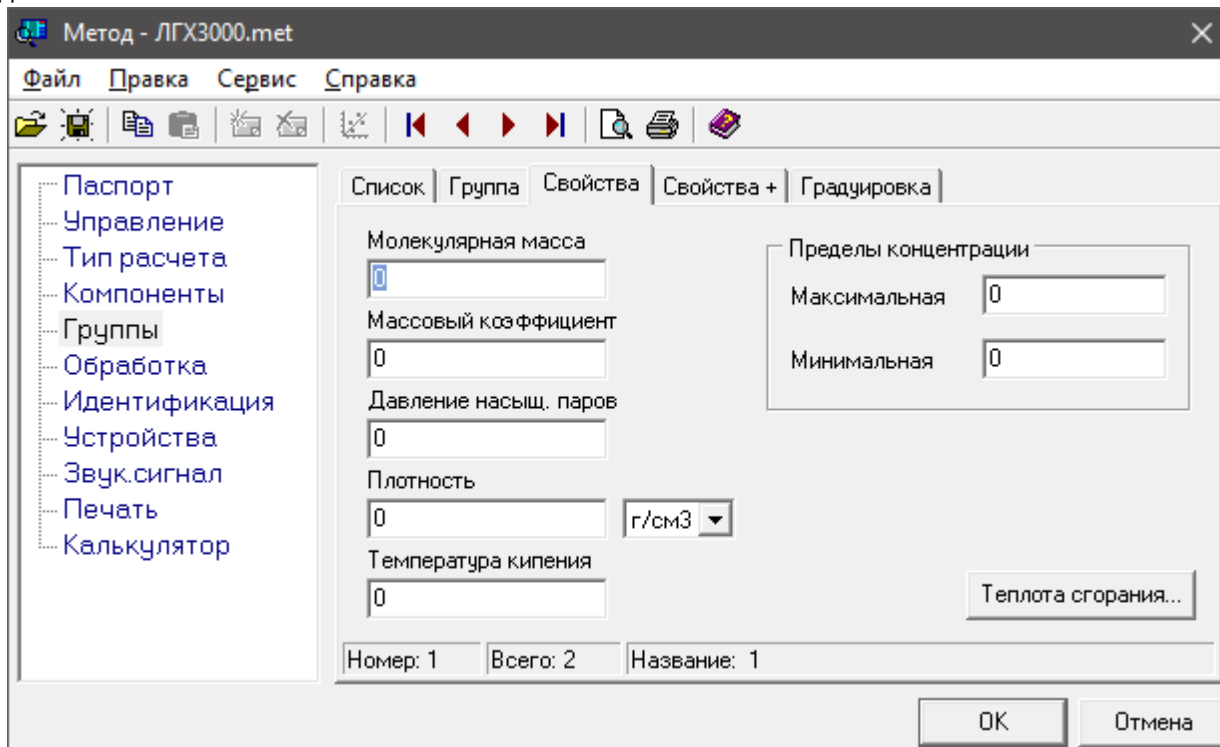 Метод - ЛГХ3000.met
Файл Правка Сервис Справка
Паспорт
Управление
Тип расчета
Компоненты
Группы
Обработка
Идентификация
Устройства
Звук.сигнал
Печать
Калькулятор
Список Группа Свойства Свойства + Градуировка
Молекулярная масса
0
Массовый коэффициент
0
Давление насыщ. паров
0
Плотность
0 г/см3
Температура кипения
0
Пределы концентрации
Максимальная 0
Минимальная 0
Теплота сгорания...
Номер: 1 Всего: 2 Название: 1
OK Отмена